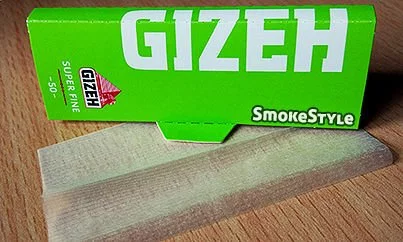 GIZEH
SUPER FINE
-50-
GIZEH
SMOKESTYLE